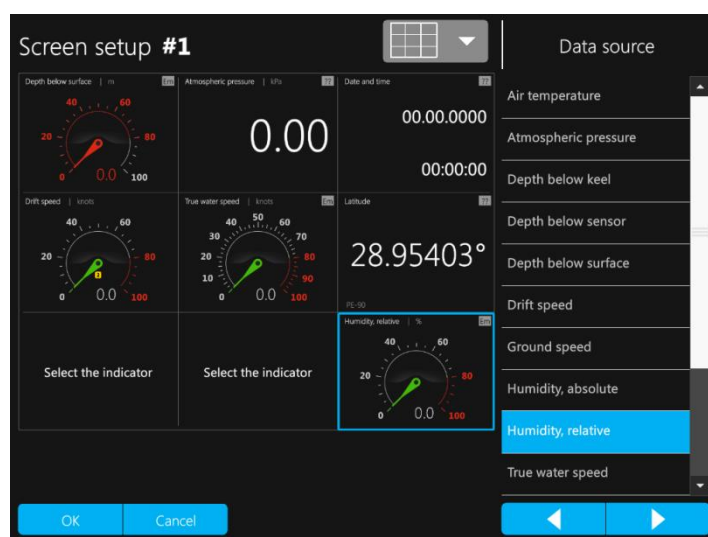 Screen setup #1
Data source
Depth below surface | m Em
40 60
20 80
0 0.0 100
Atmospheric pressure | kPa ??
0.00
Date and time ??
00.00.0000
00:00:00
Drift speed | knots
40 60
20 80
0 0.0 100
True water speed | knots Em
50
40 60
30 70
20 80
10 90
0 0.0 100
Latitude ??
28.95403°
PE-90
Select the indicator
Select the indicator
Humidity, relative | % Em
40 60
20 80
0 0.0 100
Air temperature
Atmospheric pressure
Depth below keel
Depth below sensor
Depth below surface
Drift speed
Ground speed
Humidity, absolute
Humidity, relative
True water speed
OK
Cancel